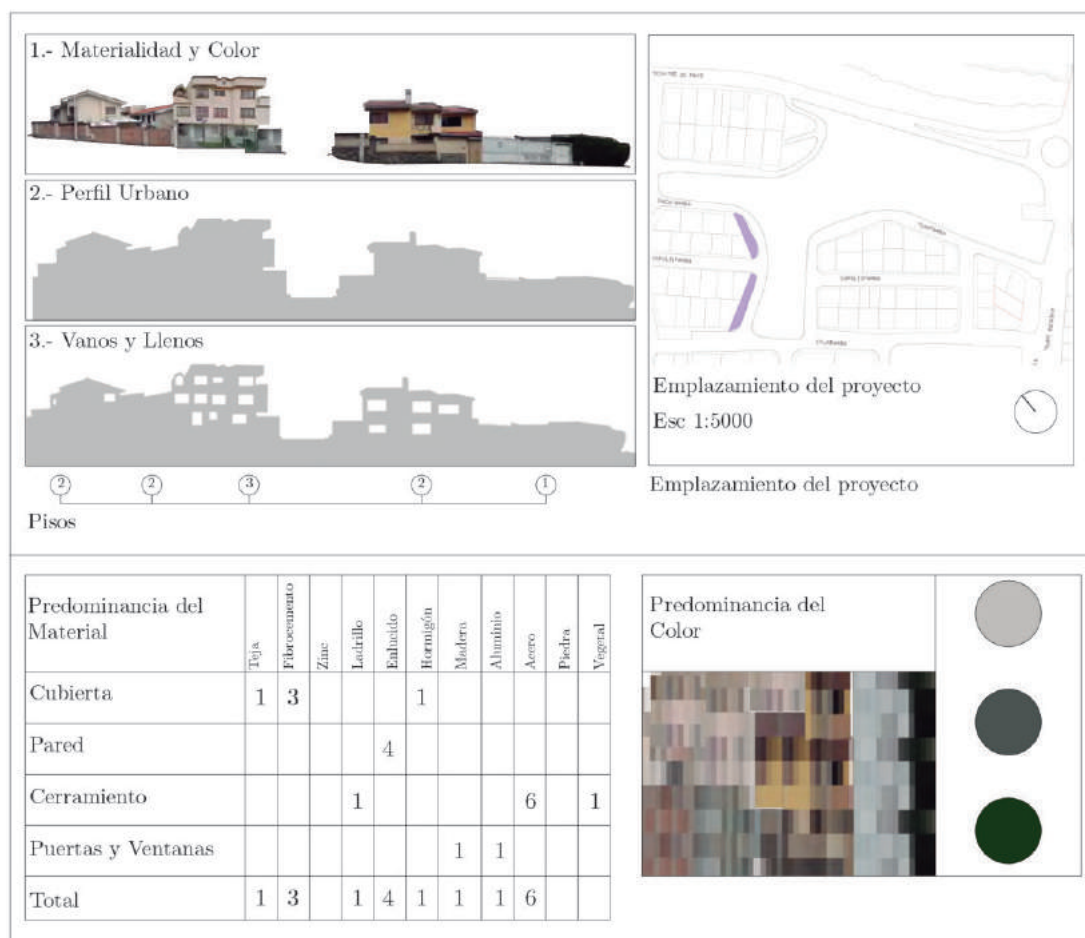 1.- Materialidad y Color
2.- Perfil Urbano
3.- Vanos y Llenos
2 2 3 2 1
Pisos
Emplazamiento del proyecto
Esc 1:5000
Emplazamiento del proyecto
Predominancia del
Material
Teja Fibrocemento Zinc Ladrillo Enlucido Hormigón Madera Aluminio Acero Piedra Vegetal
Cubierta 1 3 1
Pared 4
Cerramiento 1 6 1
Puertas y Ventanas 1 1
Total 1 3 1 4 1 1 1 6
Predominancia del
Color